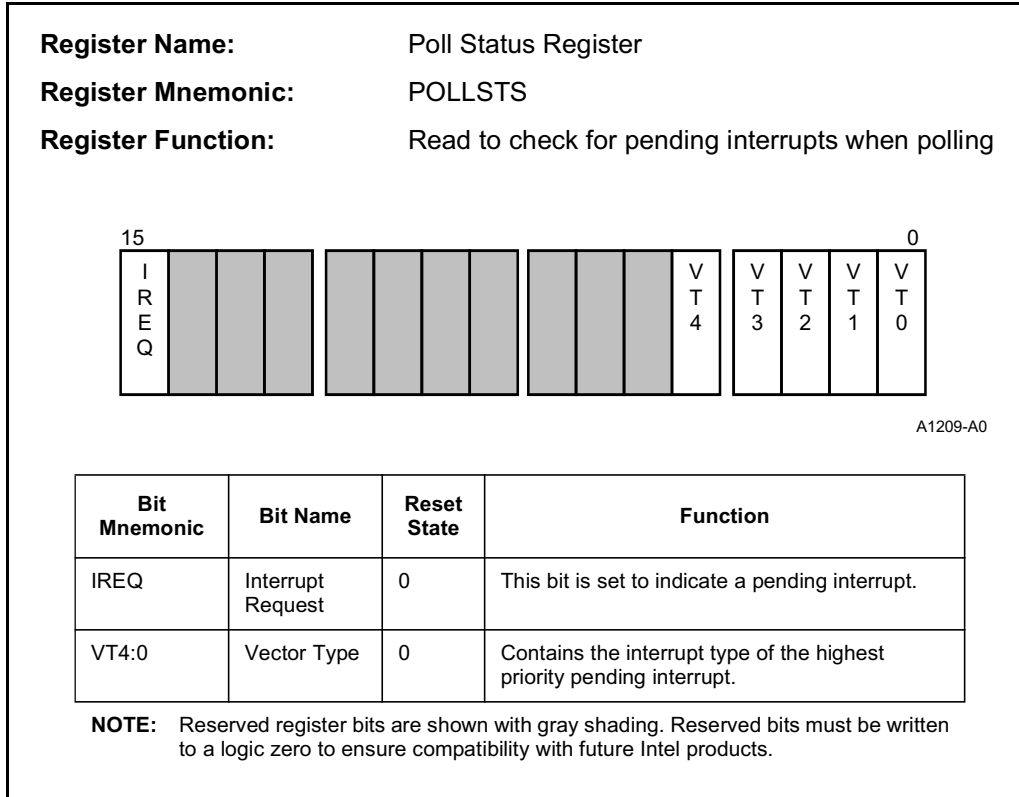 Register Name: Poll Status Register
Register Mnemonic: POLLSTS
Register Function: Read to check for pending interrupts when polling
15 0
I
R
E
Q
V
T
4
V
T
3
V
T
2
V
T
1
V
T
0
A1209-A0
Bit
Mnemonic
Bit Name
Reset
State
Function
IREQ
Interrupt
Request
0
This bit is set to indicate a pending interrupt.
VT4:0
Vector Type
0
Contains the interrupt type of the highest
priority pending interrupt.
NOTE: Reserved register bits are shown with gray shading. Reserved bits must be written
to a logic zero to ensure compatibility with future Intel products.